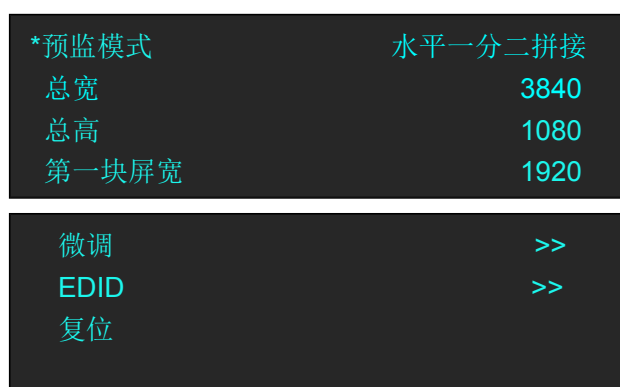 *预监模式 水平一分二拼接
总宽 3840
总高 1080
第一块屏宽 1920
微调 >>
EDID >>
复位